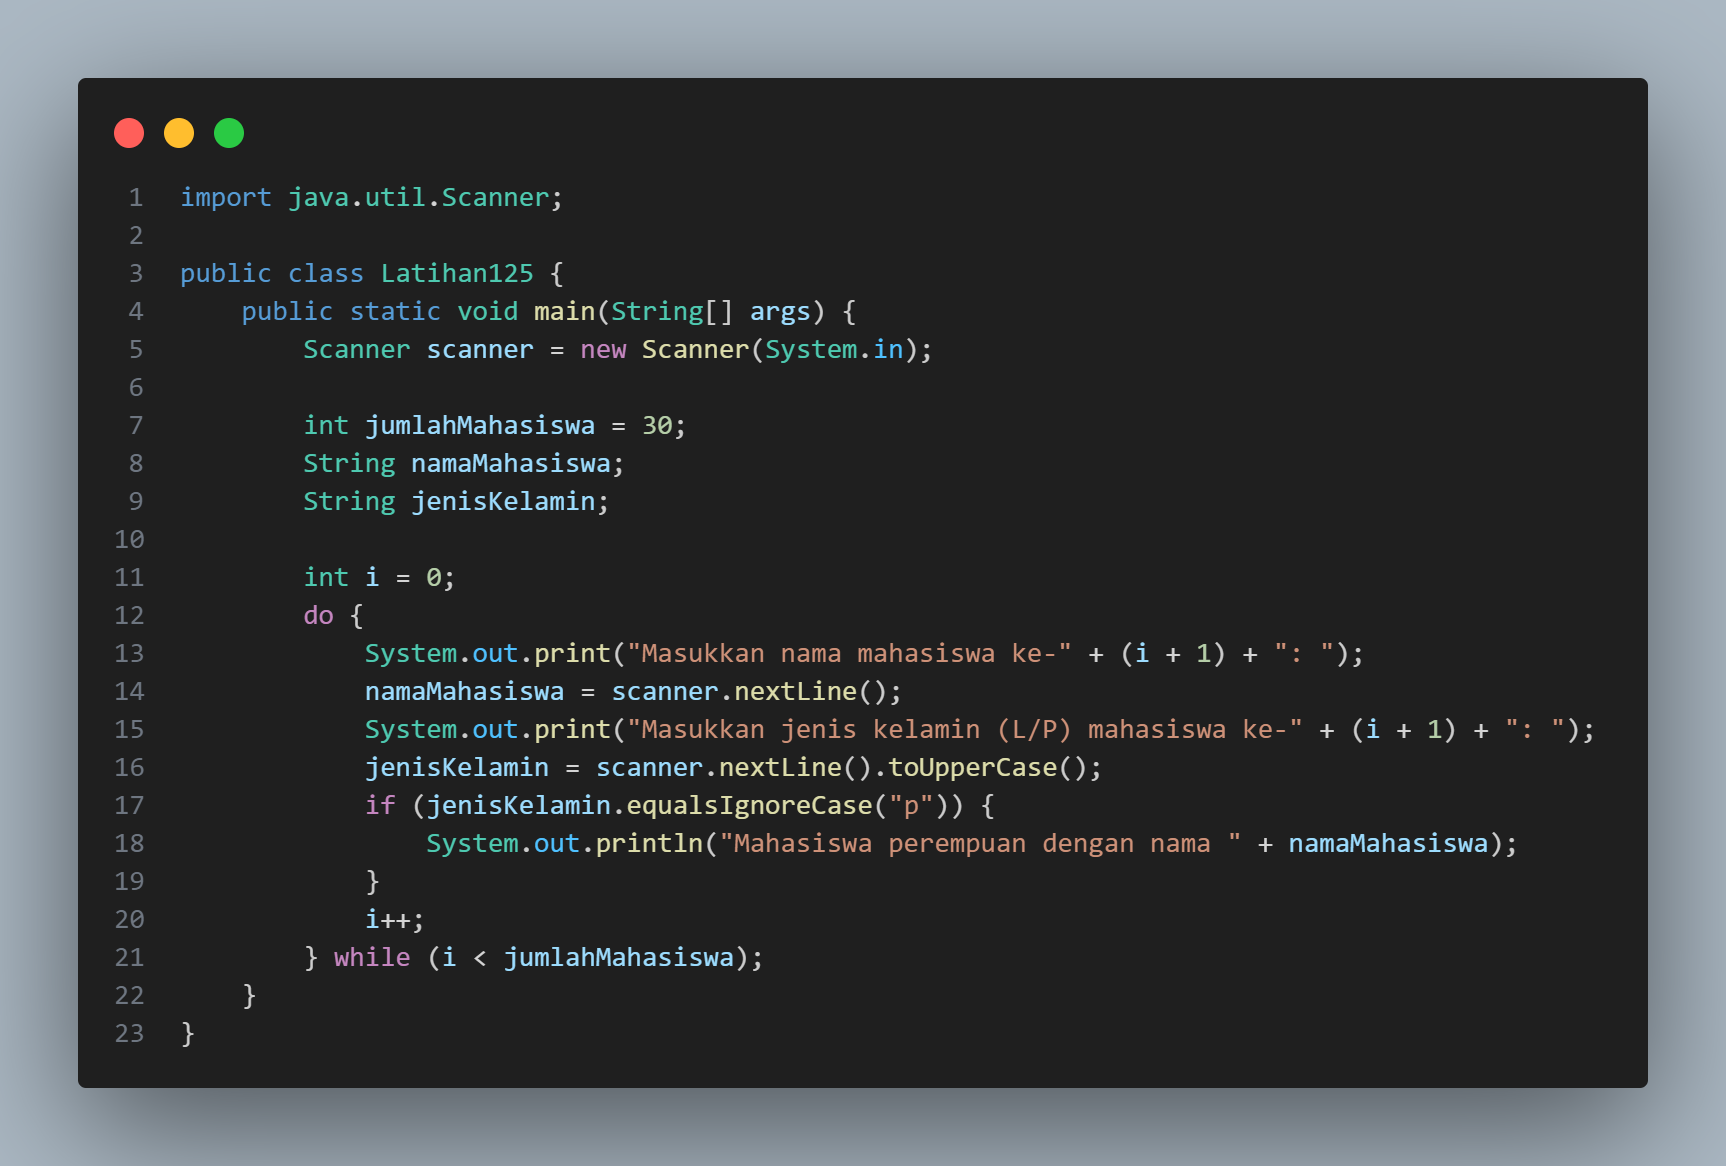 1 import java.util.Scanner;
2
3 public class Latihan125 {
4     public static void main(String[] args) {
5         Scanner scanner = new Scanner(System.in);
6
7         int jumlahMahasiswa = 30;
8         String namaMahasiswa;
9         String jenisKelamin;
10
11         int i = 0;
12         do {
13             System.out.print("Masukkan nama mahasiswa ke-" + (i + 1) + ": ");
14             namaMahasiswa = scanner.nextLine();
15             System.out.print("Masukkan jenis kelamin (L/P) mahasiswa ke-" + (i + 1) + ": ");
16             jenisKelamin = scanner.nextLine().toUpperCase();
17             if (jenisKelamin.equalsIgnoreCase("p")) {
18                 System.out.println("Mahasiswa perempuan dengan nama " + namaMahasiswa);
19             }
20             i++;
21         } while (i < jumlahMahasiswa);
22     }
23 }